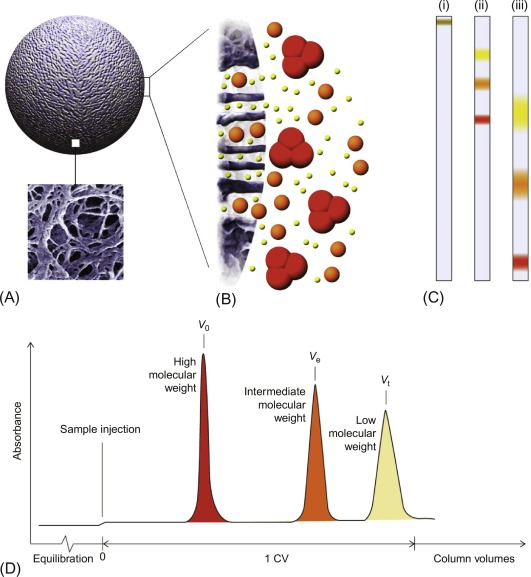 (i)
(ii)
(iii)
(A)
(B)
(C)
V0
High
molecular
weight
Ve
Intermediate
molecular
weight
Vt
Low
molecular
weight
Sample injection
Absorbance
Equilibration
0
1 CV
Column volumes
(D)